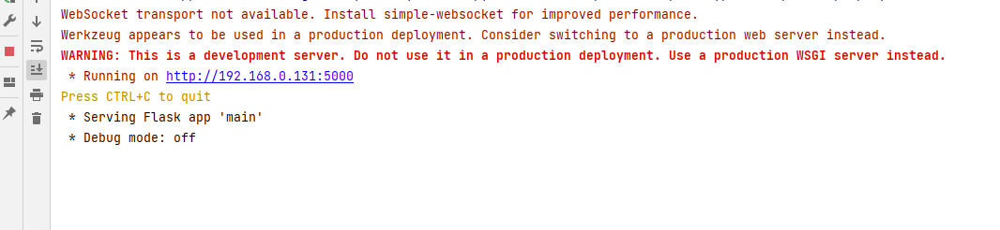 WebSocket transport not available. Install simple-websocket for improved performance.
Werkzeug appears to be used in a production deployment. Consider switching to a production web server instead.
WARNING: This is a development server. Do not use it in a production deployment. Use a production WSGI server instead.
 * Running on http://192.168.0.131:5000
Press CTRL+C to quit
 * Serving Flask app 'main'
 * Debug mode: off